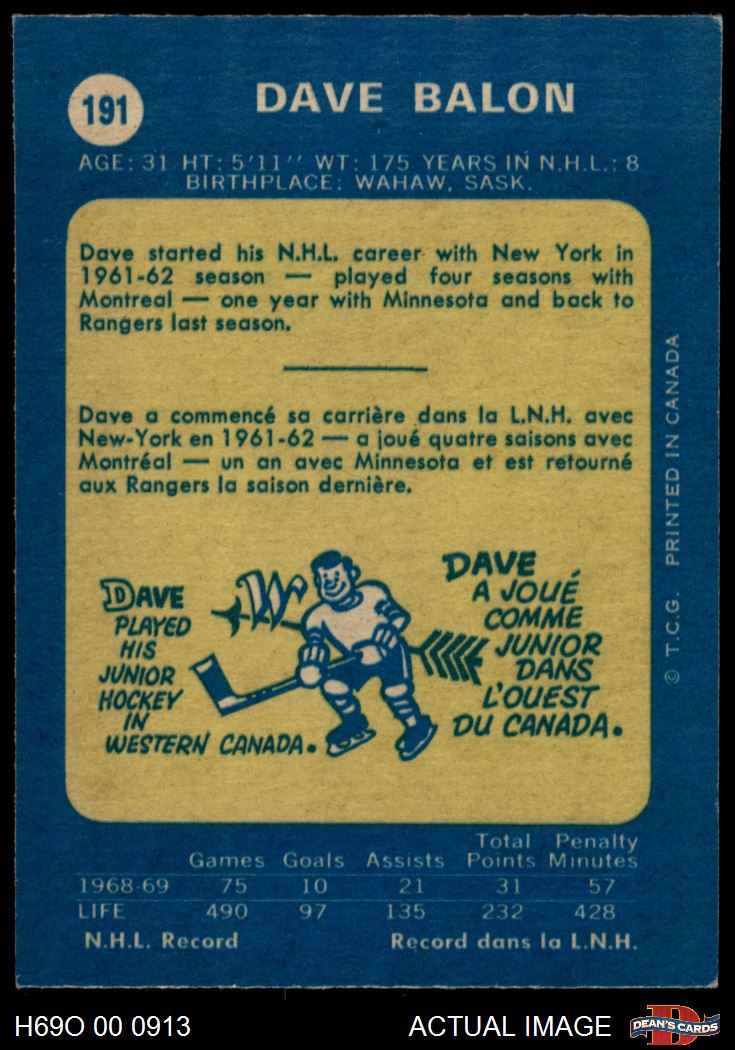 191
DAVE BALON
AGE: 31 HT: 5'11'' WT: 175 YEARS IN N.H.L.: 8
BIRTHPLACE: WAHAW, SASK.
Dave started his N.H.L. career with New York in
1961-62 season — played four seasons with
Montreal — one year with Minnesota and back to
Rangers last season.
Dave a commencé sa carrière dans la L.N.H. avec
New-York en 1961-62 — a joué quatre saisons avec
Montréal — un an avec Minnesota et est retourné
aux Rangers la saison dernière.
DAVE
PLAYED
HIS
JUNIOR
HOCKEY
IN
WESTERN CANADA.
W
DAVE
A JOUÉ
COMME
JUNIOR
DANS
L'OUEST
DU CANADA.
© T.C.G. PRINTED IN CANADA
Total Penalty
Games Goals Assists Points Minutes
1968-69 75 10 21 31 57
LIFE 490 97 135 232 428
N.H.L. Record Record dans la L.N.H.
H69O 00 0913
ACTUAL IMAGE
D
DEAN'S CARDS